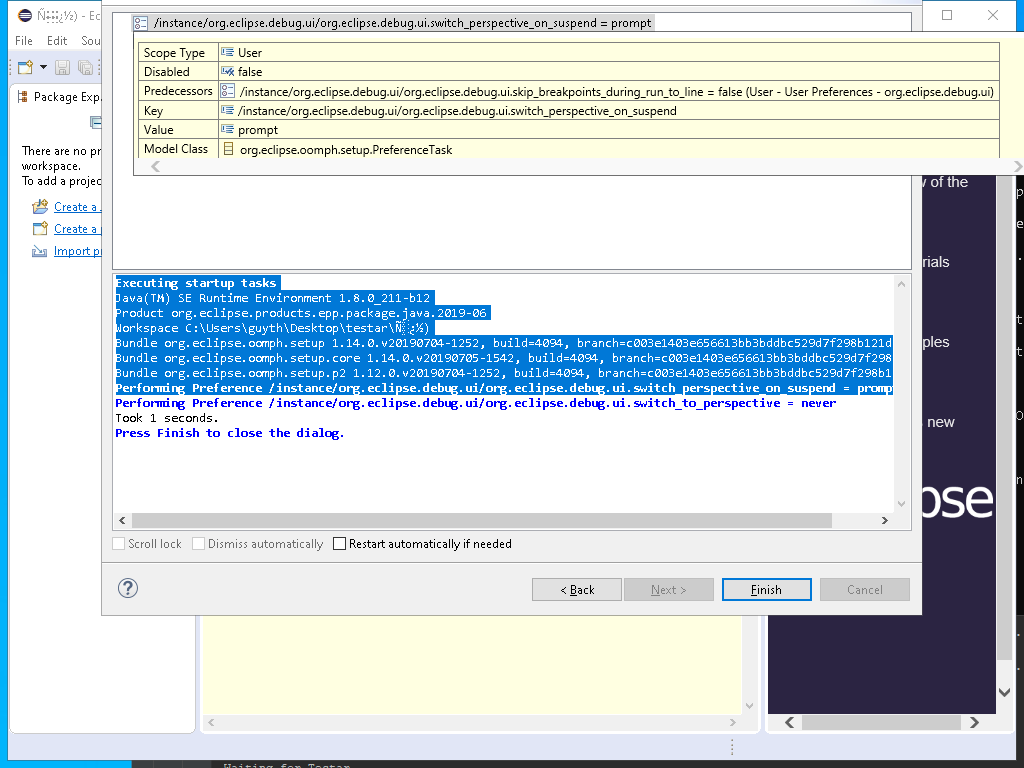 /instance/org.eclipse.debug.ui/org.eclipse.debug.ui.switch_perspective_on_suspend = prompt
File Edit Sou
Scope Type User
Disabled false
Predecessors /instance/org.eclipse.debug.ui/org.eclipse.debug.ui.skip_breakpoints_during_run_to_line = false (User - User Preferences - org.eclipse.debug.ui)
Key /instance/org.eclipse.debug.ui/org.eclipse.debug.ui.switch_perspective_on_suspend
Value prompt
Model Class org.eclipse.oomph.setup.PreferenceTask
Package Exp
There are no pr
workspace.
To add a projec
Create a
Create a
Import p
of the
rials
ples
new
pse
Executing startup tasks
Java(TM) SE Runtime Environment 1.8.0_211-b12
Product org.eclipse.products.epp.package.java.2019-06
Workspace C:\Users\guyth\Desktop\testar\
Bundle org.eclipse.oomph.setup 1.14.0.v20190704-1252, build=4094, branch=c003e1403e656613bb3bddbc529d7f298b121d
Bundle org.eclipse.oomph.setup.core 1.14.0.v20190705-1542, build=4094, branch=c003e1403e656613bb3bddbc529d7f298
Bundle org.eclipse.oomph.setup.p2 1.12.0.v20190704-1252, build=4094, branch=c003e1403e656613bb3bddbc529d7f298b1
Performing Preference /instance/org.eclipse.debug.ui/org.eclipse.debug.ui.switch_perspective_on_suspend = promp
Performing Preference /instance/org.eclipse.debug.ui/org.eclipse.debug.ui.switch_to_perspective = never
Took 1 seconds.
Press Finish to close the dialog.
Scroll lock Dismiss automatically Restart automatically if needed
? < Back Next > Finish Cancel
Waiting for Testar